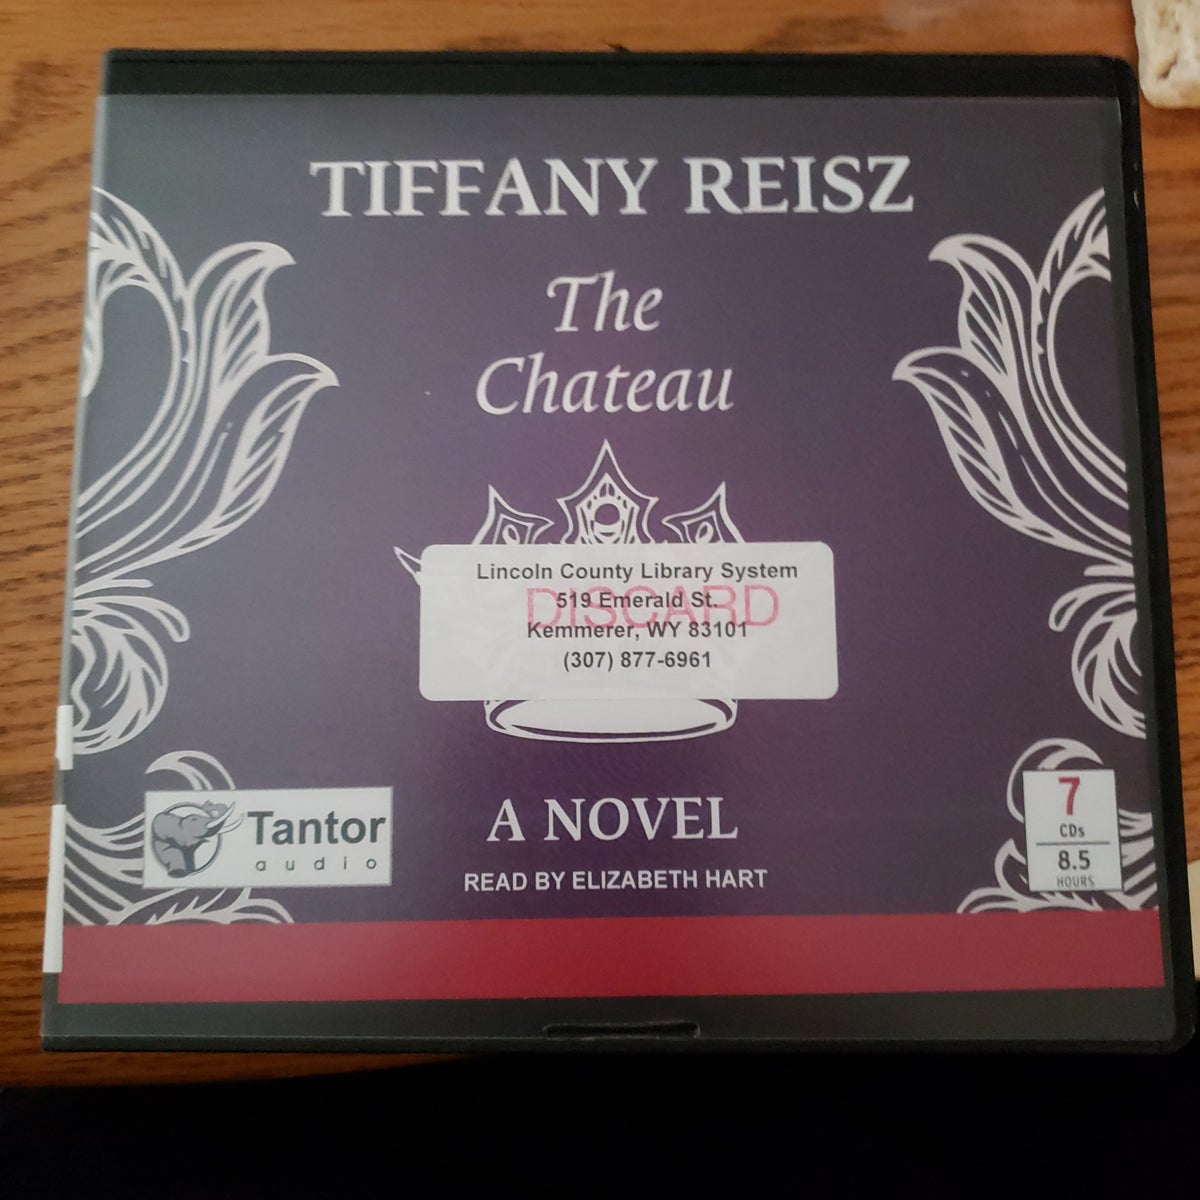 TIFFANY REISZ
The
Chateau
Lincoln County Library System
DISCARD
519 Emerald St.
Kemmerer, WY 83101
(307) 877-6961
A NOVEL
READ BY ELIZABETH HART
Tantor
audio
7
CDs
8.5
HOURS